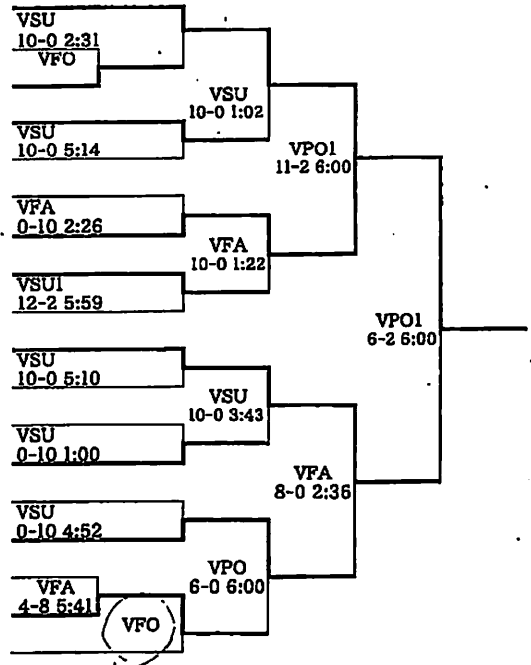 VSU
10-0 2:31
VFO
VSU
10-0 1:02
VSU
10-0 5:14
VPO1
11-2 6:00
VFA
0-10 2:26
VFA
10-0 1:22
VSU1
12-2 5:59
VPO1
6-2 6:00
VSU
10-0 5:10
VSU
10-0 3:43
VSU
0-10 1:00
VFA
8-0 2:36
VSU
0-10 4:52
VPO
6-0 6:00
VFA
4-8 5:41
VFO